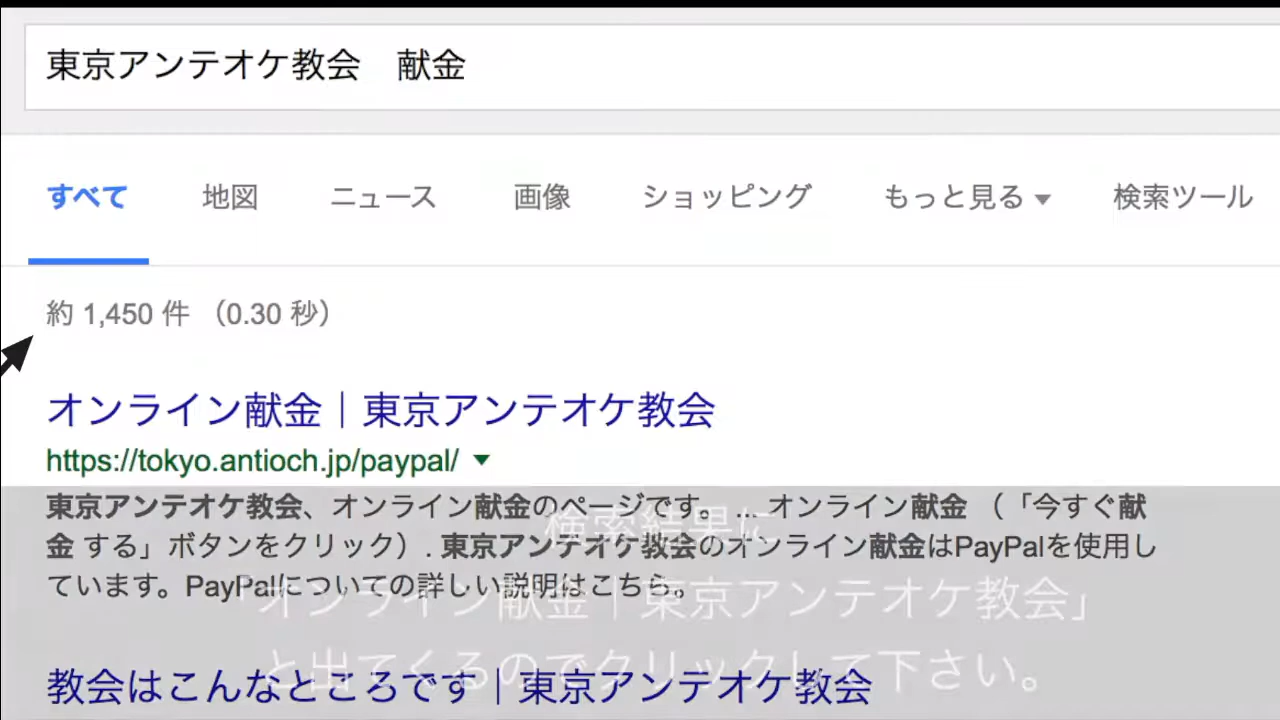 東京アンテオケ教会　献金
すべて 地図 ニュース 画像 ショッピング もっと見る 検索ツール
約 1,450 件 （0.30 秒）
オンライン献金｜東京アンテオケ教会
https://tokyo.antioch.jp/paypal/
東京アンテオケ教会、オンライン献金のページです。 ... オンライン献金 （「今すぐ献
金 する」ボタンをクリック）. 東京アンテオケ教会のオンライン献金はPayPalを使用し
ています。PayPalについての詳しい説明はこちら。
検索結果に
「オンライン献金｜東京アンテオケ教会」
と出てくるのでクリックして下さい。
教会はこんなところです｜東京アンテオケ教会